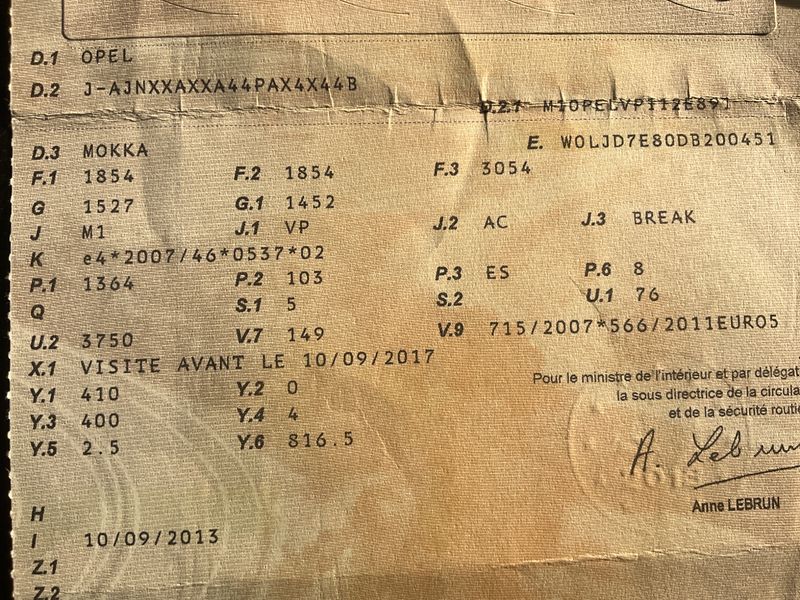 D.1 OPEL
D.2 J-AJNXXAXXA44PAX4X44B
D.2.1 M10OPELVP112E89J
D.3 MOKKA E. W0LJD7E80DB200451
F.1 1854 F.2 1854 F.3 3054
G 1527 G.1 1452
J M1 J.1 VP J.2 AC J.3 BREAK
K e4*2007/46*0537*02
P.1 1364 P.2 103 P.3 ES P.6 8
Q S.1 5 S.2 U.1 76
U.2 3750 V.7 149 V.9 715/2007*566/2011EURO5
X.1 VISITE AVANT LE 10/09/2017
Pour le ministre de l'intérieur et par délégat
Y.1 410 Y.2 0
la sous directrice de la circula
Y.3 400 Y.4 4
et de la sécurité routiè
Y.5 2.5 Y.6 816.5
A. Lebrun
Anne LEBRUN
H
I 10/09/2013
Z.1
Z.2